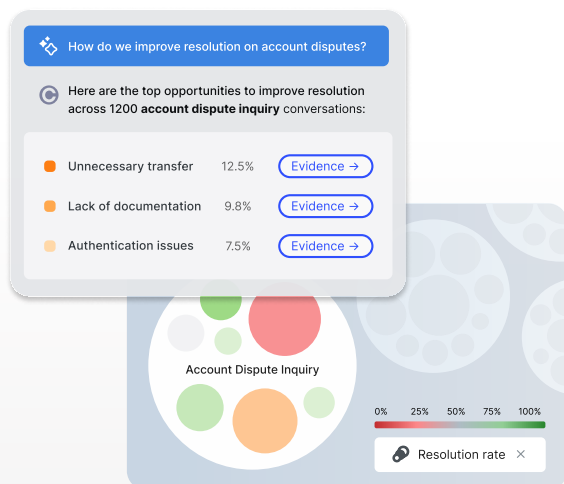 How do we improve resolution on account disputes?
Here are the top opportunities to improve resolution
across 1200 account dispute inquiry conversations:
Unnecessary transfer 12.5% Evidence →
Lack of documentation 9.8% Evidence →
Authentication issues 7.5% Evidence →
Account Dispute Inquiry
0% 25% 50% 75% 100%
Resolution rate ×